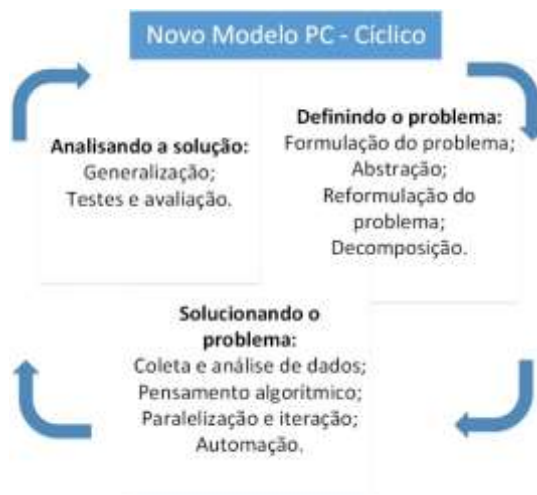 Novo Modelo PC - Cíclico
Analisando a solução:
Generalização;
Testes e avaliação.
Definindo o problema:
Formulação do problema;
Abstração;
Reformulação do
problema;
Decomposição.
Solucionando o
problema:
Coleta e análise de dados;
Pensamento algorítmico;
Paralelização e iteração;
Automação.